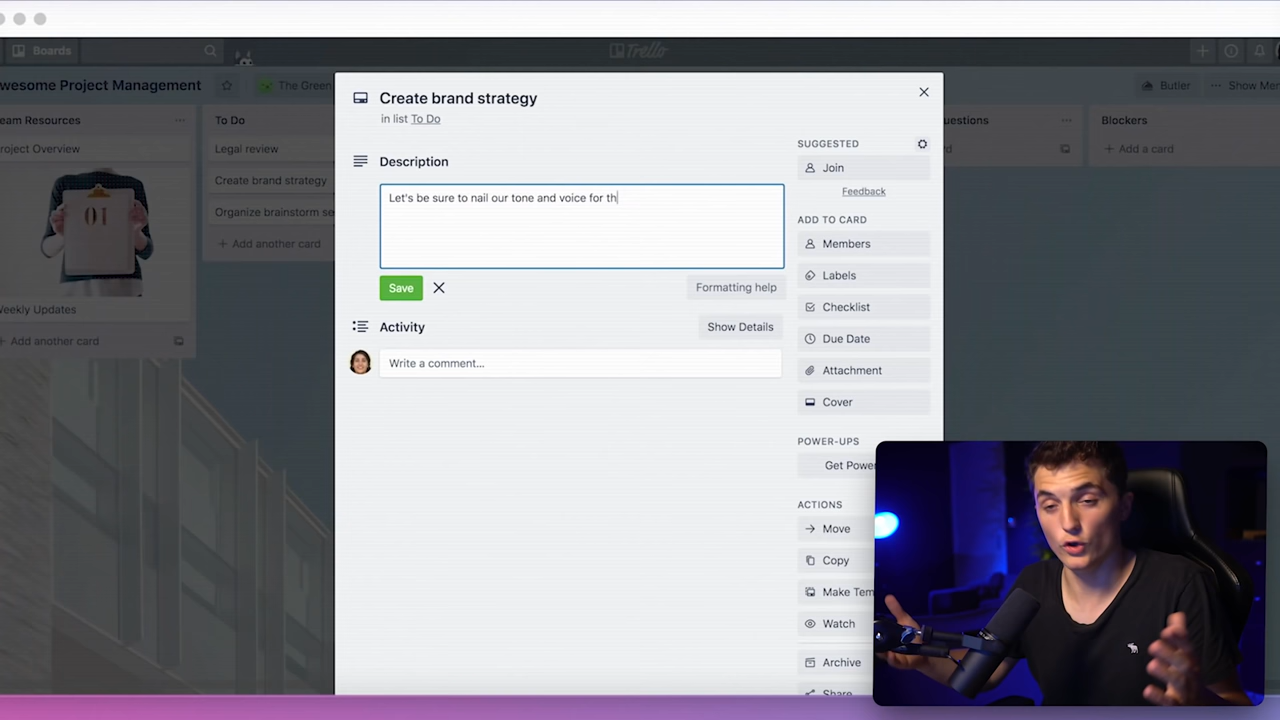 Boards
Trello
wesome Project Management
The Green
Butler
Show Me
eam Resources
roject Overview
01
Weekly Updates
Add another card
To Do
Legal review
Create brand strategy
Organize brainstorm se
Add another card
Create brand strategy
in list To Do
Description
Let's be sure to nail our tone and voice for th
Save
Formatting help
Activity
Show Details
Write a comment...
SUGGESTED
Join
Feedback
ADD TO CARD
Members
Labels
Checklist
Due Date
Attachment
Cover
POWER-UPS
Get Power
ACTIONS
Move
Copy
Make Tem
Watch
Archive
Share
uestions
rd
Blockers
Add a card